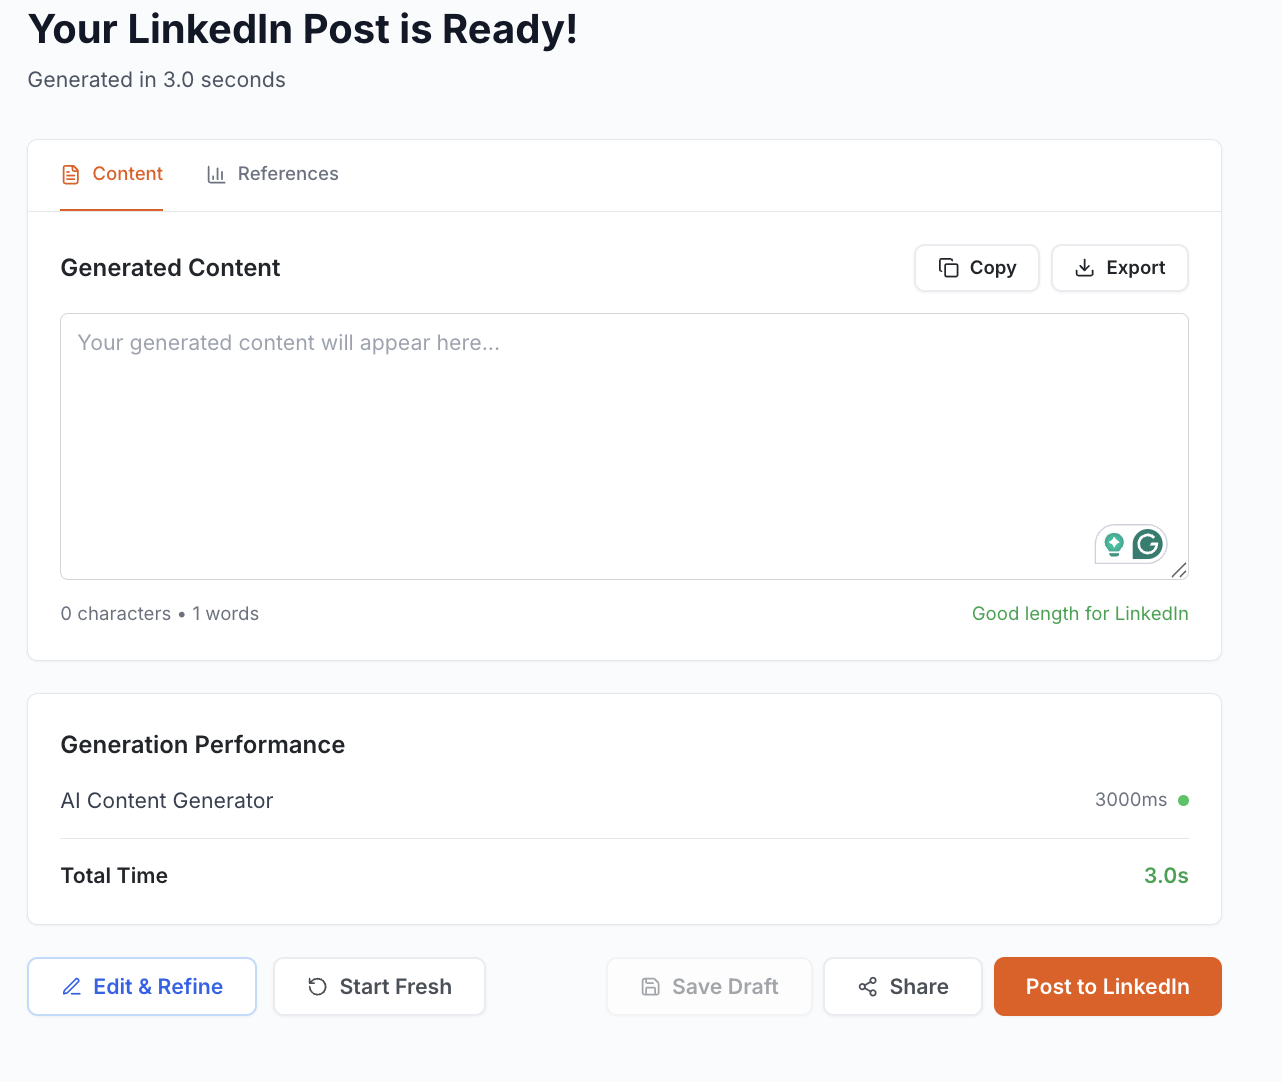 Your LinkedIn Post is Ready!
Generated in 3.0 seconds
Content
References
Generated Content
Copy
Export
Your generated content will appear here...
0 characters • 1 words
Good length for LinkedIn
Generation Performance
AI Content Generator
3000ms
Total Time
3.0s
Edit & Refine
Start Fresh
Save Draft
Share
Post to LinkedIn